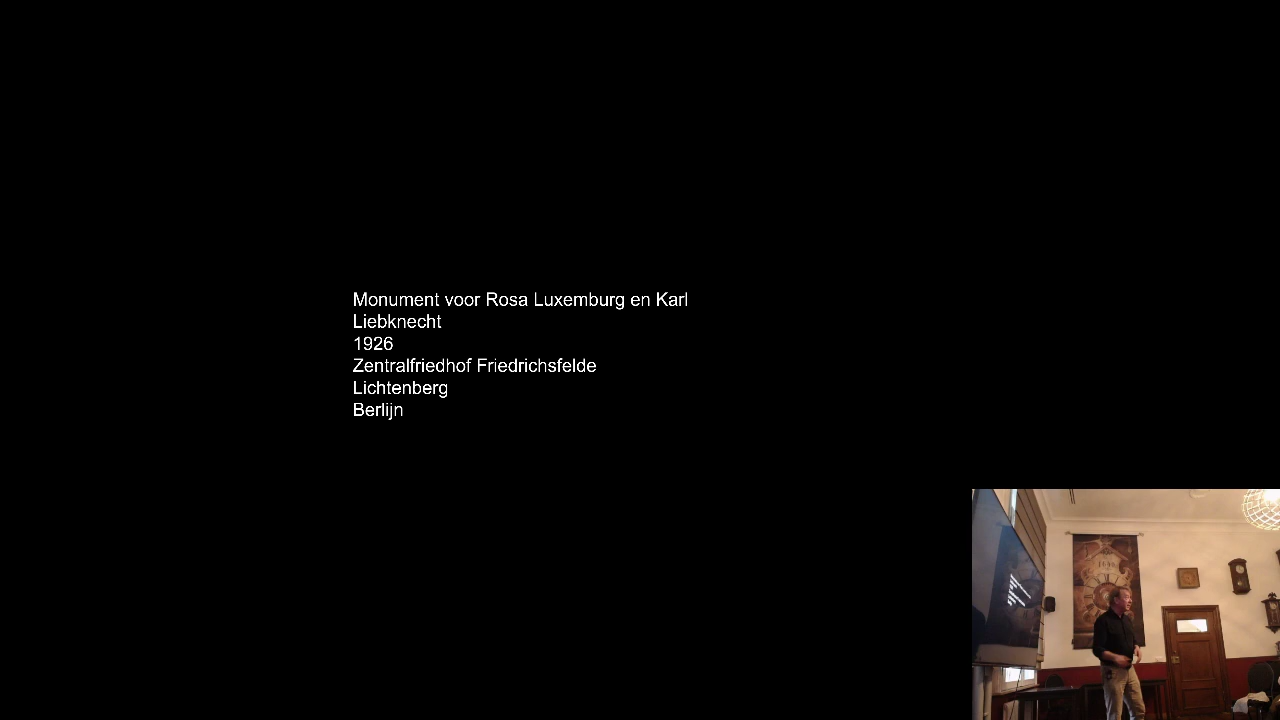 Monument voor Rosa Luxemburg en Karl
Liebknecht
1926
Zentralfriedhof Friedrichsfelde
Lichtenberg
Berlijn